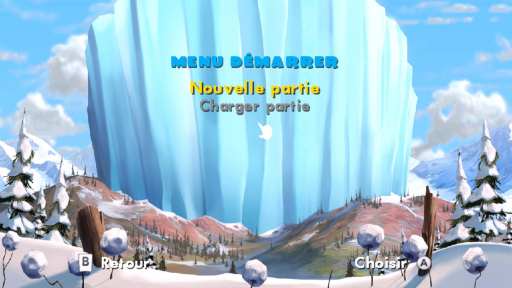 MENU DÉMARRER
Nouvelle partie
Charger partie
B Retour
Choisir A